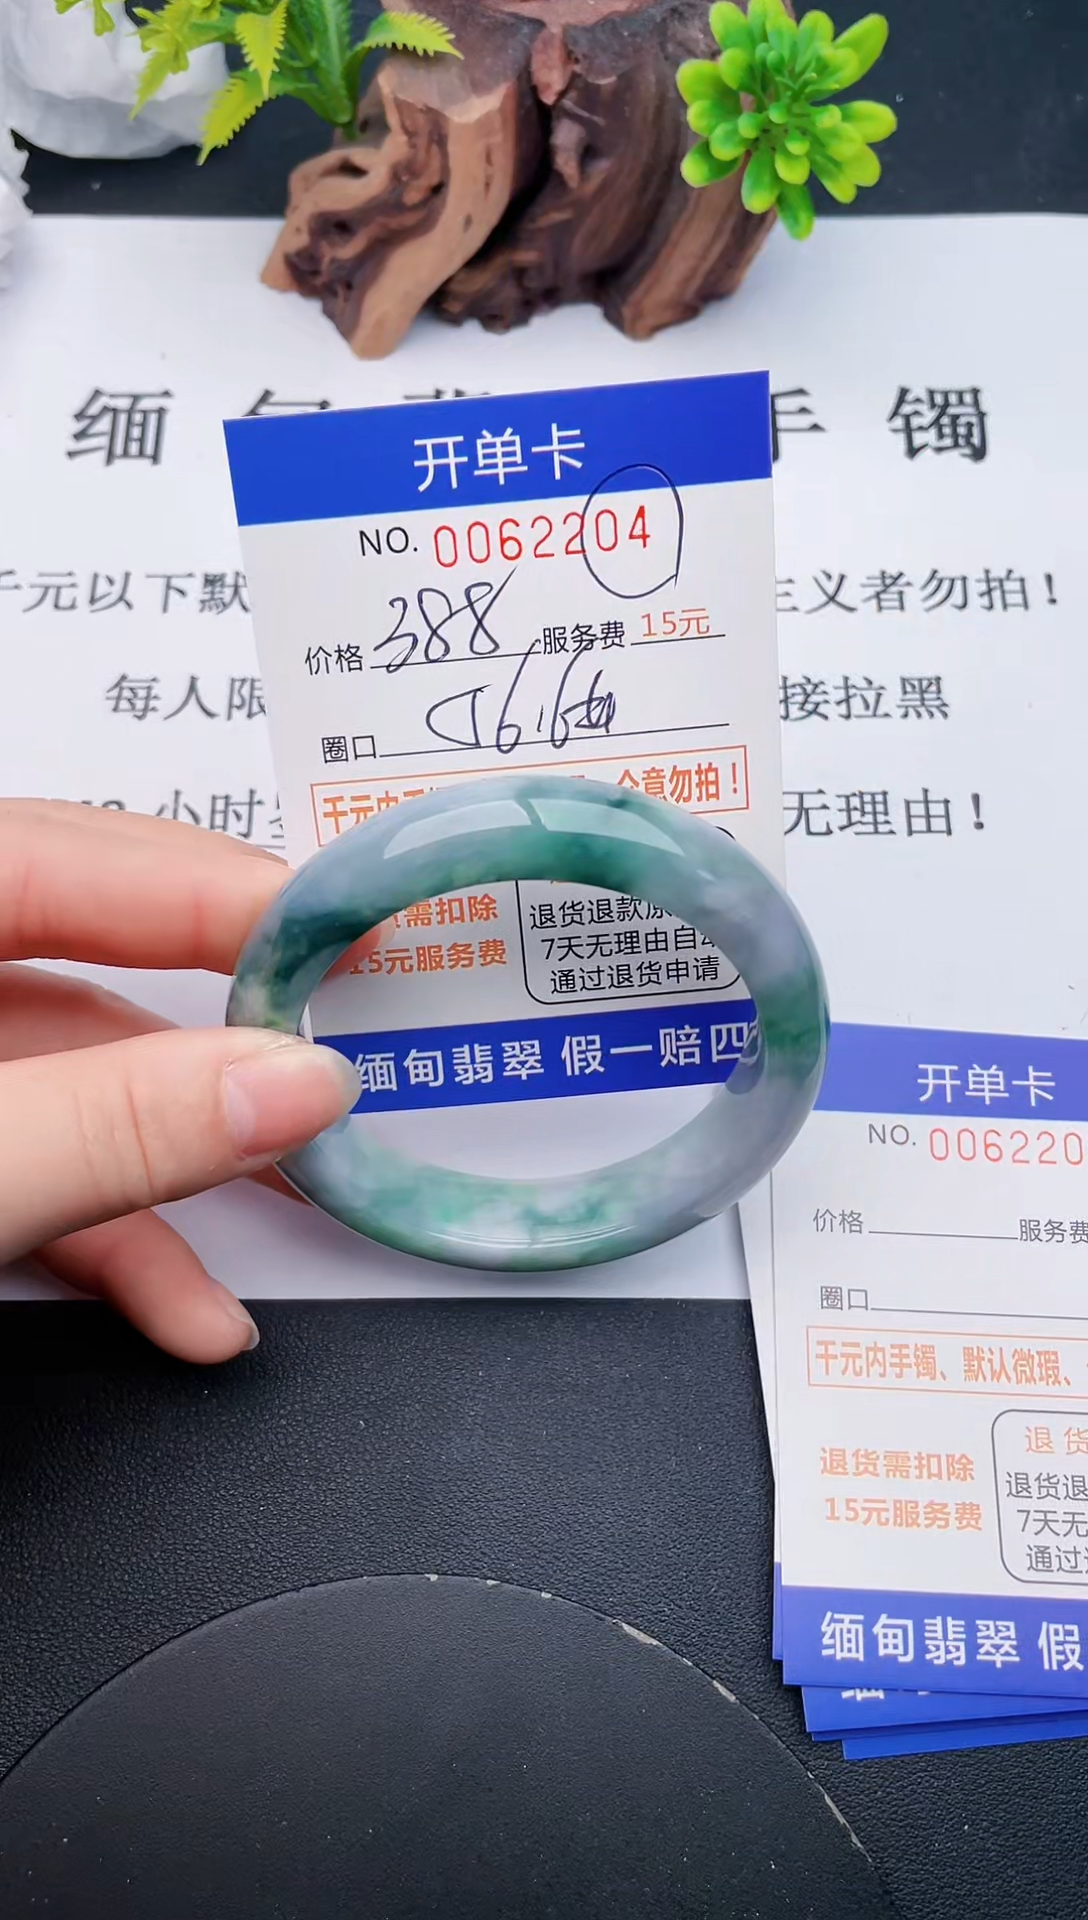 缅 手 镯
开单卡
NO. 0062204
千元以下默 主义者勿拍！
价格 388 服务费 15元
每人限 接拉黑
圈口 56.6
小时 无理由！
千元内 勿拍！
需扣除
15元服务费
退货退款
7天无理由自动
通过退货申请
缅甸翡翠 假一赔四
开单卡
NO. 006220
价格 服务费
圈口
千元内手镯、默认微瑕、
退货需扣除
15元服务费
退货
退货退
7天无
通过
缅甸翡翠 假